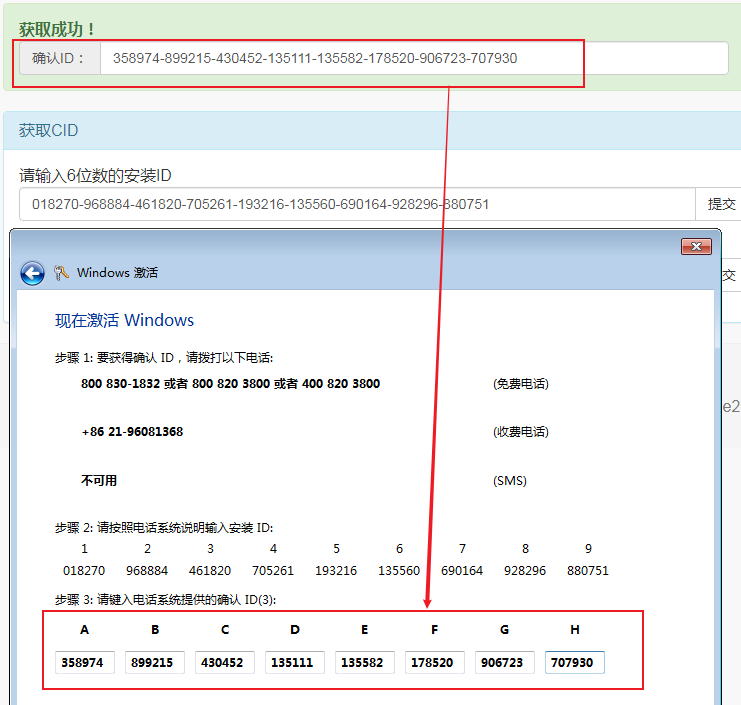 获取成功！
确认ID： 358974-899215-430452-135111-135582-178520-906723-707930
获取CID
请输入6位数的安装ID
018270-968884-461820-705261-193216-135560-690164-928296-880751 提交
交
Windows 激活
现在激活 Windows
步骤 1: 要获得确认 ID，请拨打以下电话:
800 830-1832 或者 800 820 3800 或者 400 820 3800 (免费电话)
e2
+86 21-96081368 (收费电话)
不可用 (SMS)
步骤 2: 请按照电话系统说明输入安装 ID:
1 2 3 4 5 6 7 8 9
018270 968884 461820 705261 193216 135560 690164 928296 880751
步骤 3: 请键入电话系统提供的确认 ID(3):
A B C D E F G H
358974 899215 430452 135111 135582 178520 906723 707930